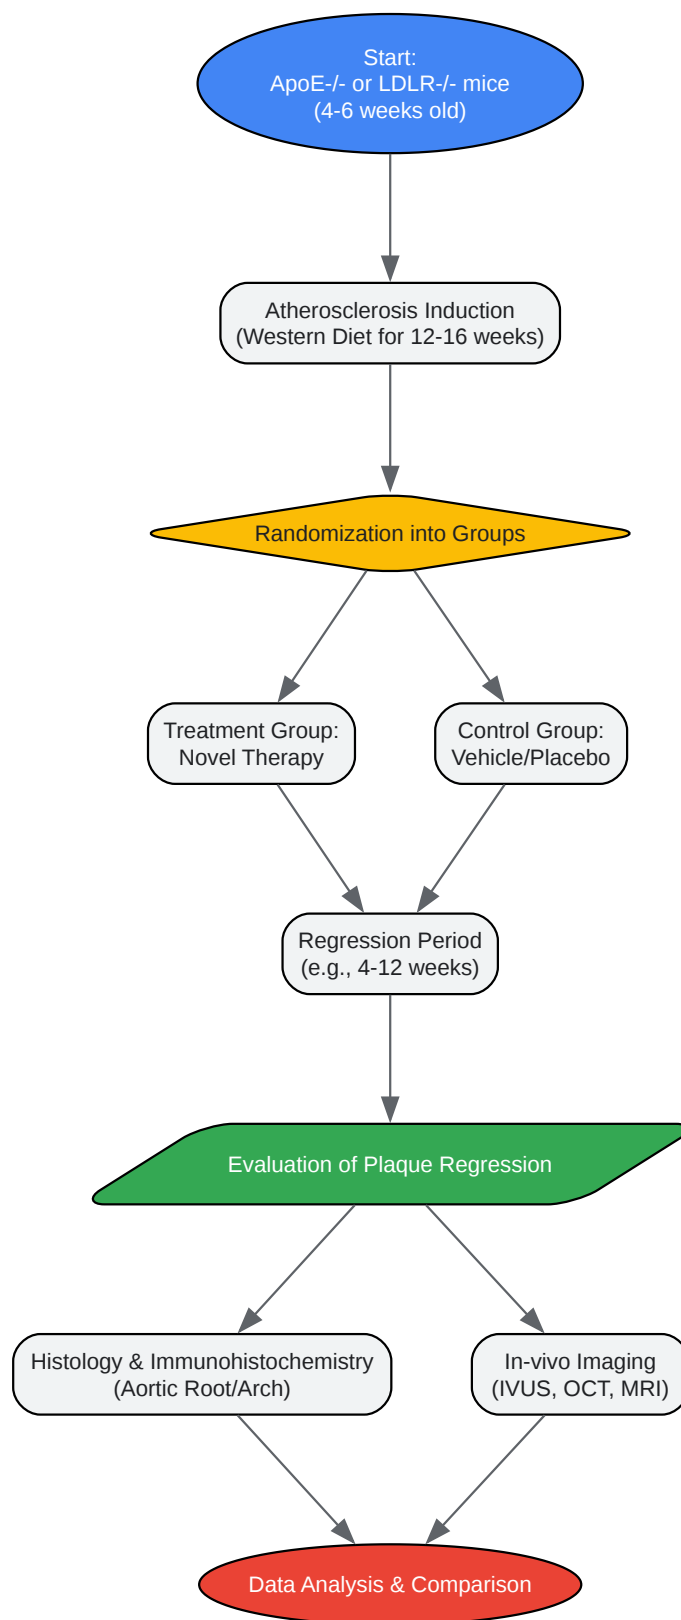 Start:
ApoE-/- or LDLR-/- mice
(4-6 weeks old)
Atherosclerosis Induction
(Western Diet for 12-16 weeks)
Randomization into Groups
Treatment Group:
Novel Therapy
Control Group:
Vehicle/Placebo
Regression Period
(e.g., 4-12 weeks)
Evaluation of Plaque Regression
Histology & Immunohistochemistry
(Aortic Root/Arch)
In-vivo Imaging
(IVUS, OCT, MRI)
Data Analysis & Comparison